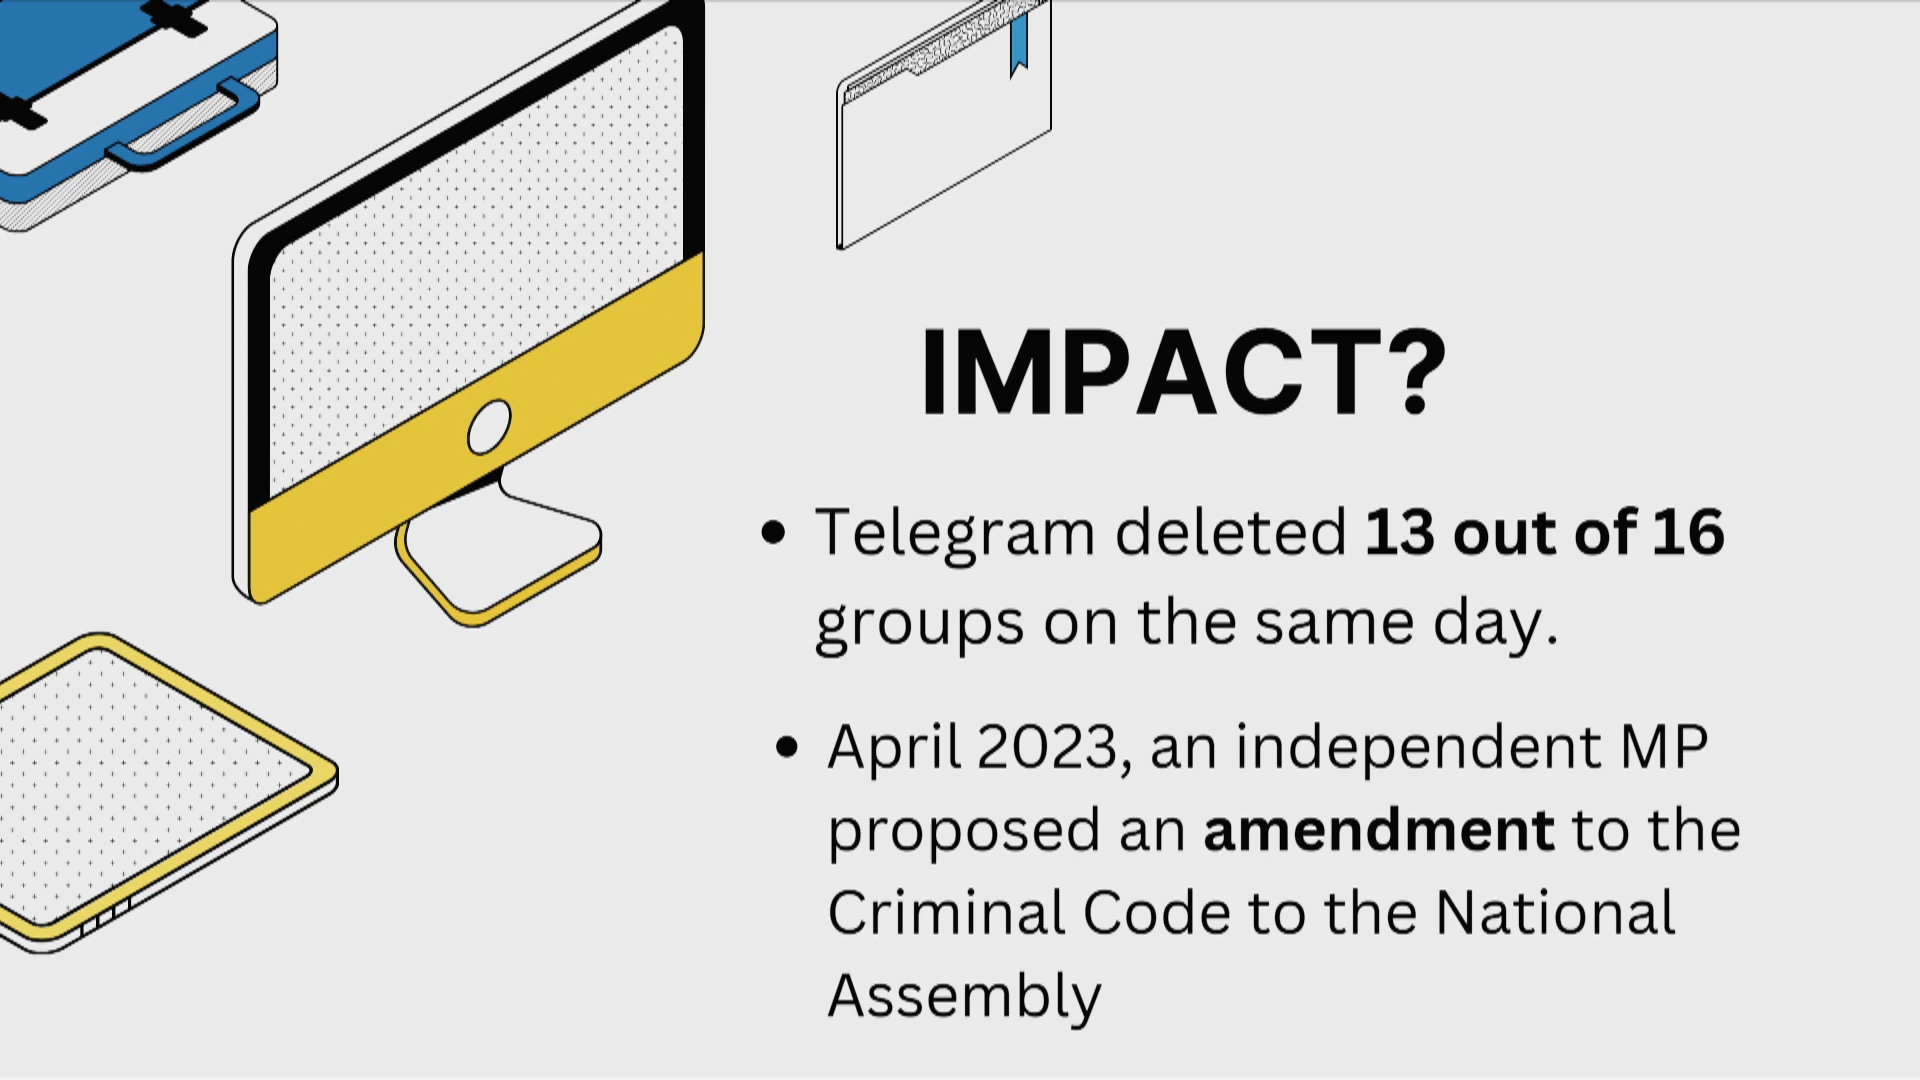 IMPACT?
• Telegram deleted 13 out of 16
groups on the same day.
• April 2023, an independent MP
proposed an amendment to the
Criminal Code to the National
Assembly